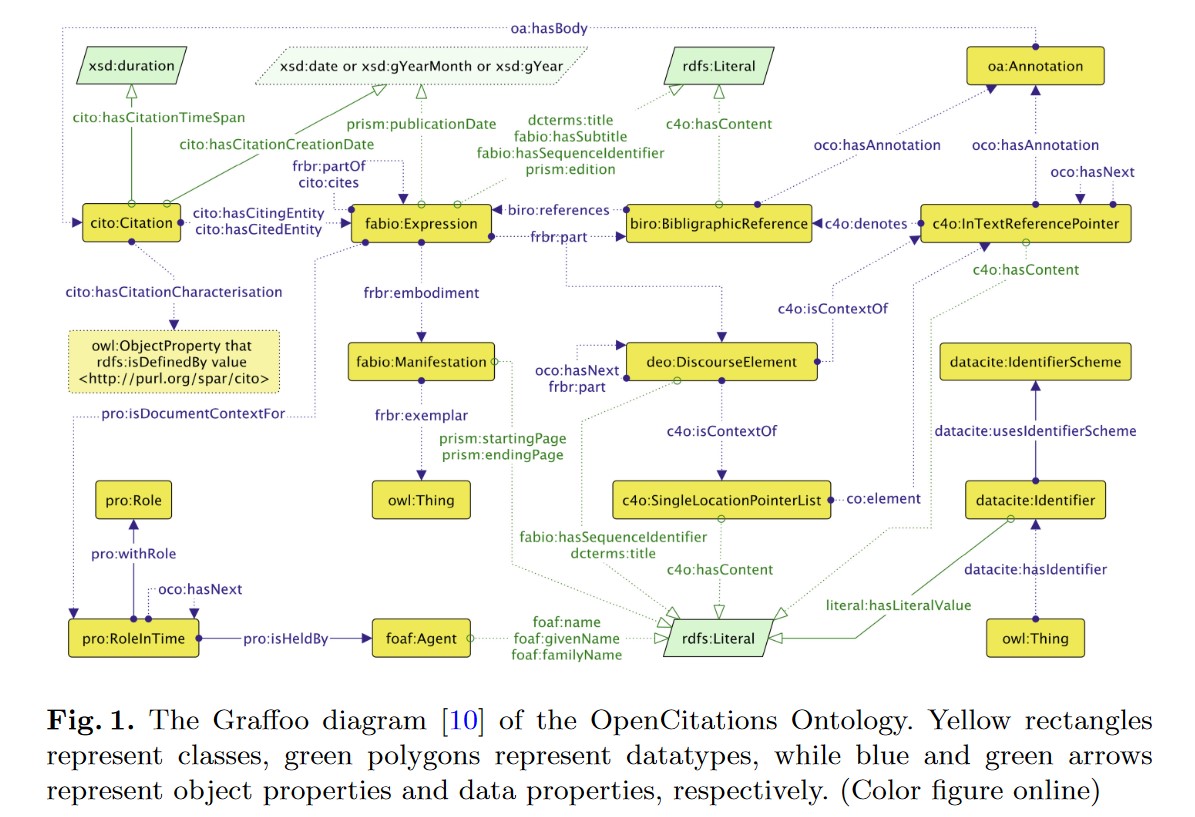 oa:hasBody
xsd:duration
xsd:date or xsd:gYearMonth or xsd:gYear
rdfs:Literal
oa:Annotation
cito:hasCitationTimeSpan
cito:hasCitationCreationDate
prism:publicationDate
dcterms:title
fabio:hasSubtitle
fabio:hasSequenceIdentifier
prism:edition
c4o:hasContent
oco:hasAnnotation
oco:hasAnnotation
frbr:partOf
cito:cites
oco:hasNext
cito:Citation
cito:hasCitingEntity
cito:hasCitedEntity
fabio:Expression
biro:references
frbr:part
biro:BibligraphicReference
c4o:denotes
c4o:InTextReferencePointer
cito:hasCitationCharacterisation
frbr:embodiment
c4o:isContextOf
c4o:hasContent
owl:ObjectProperty that
rdfs:isDefinedBy value
<http://purl.org/spar/cito>
fabio:Manifestation
oco:hasNext
frbr:part
deo:DiscourseElement
datacite:IdentifierScheme
pro:isDocumentContextFor
frbr:exemplar
prism:startingPage
prism:endingPage
c4o:isContextOf
datacite:usesIdentifierScheme
pro:Role
owl:Thing
c4o:SingleLocationPointerList
co:element
datacite:Identifier
pro:withRole
fabio:hasSequenceIdentifier
dcterms:title
c4o:hasContent
datacite:hasIdentifier
oco:hasNext
literal:hasLiteralValue
pro:RoleInTime
pro:isHeldBy
foaf:Agent
foaf:name
foaf:givenName
foaf:familyName
rdfs:Literal
owl:Thing
Fig. 1. The Graffoo diagram [10] of the OpenCitations Ontology. Yellow rectangles
represent classes, green polygons represent datatypes, while blue and green arrows
represent object properties and data properties, respectively. (Color figure online)